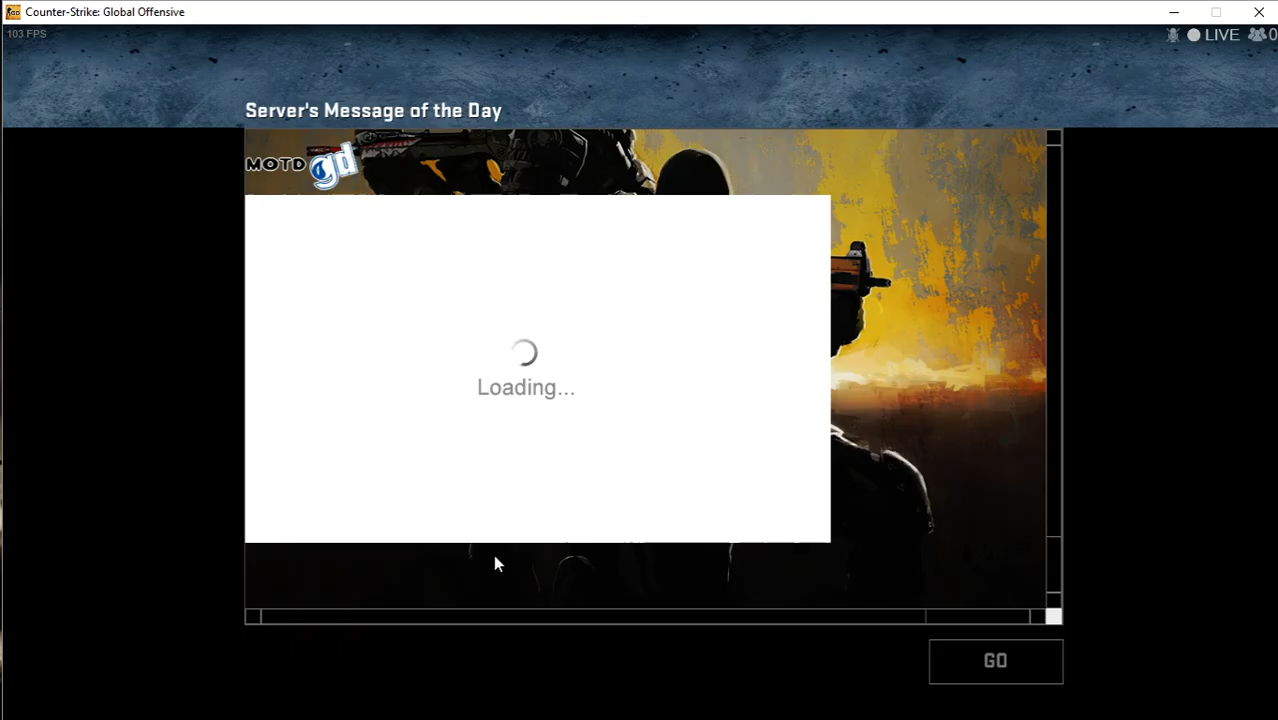 Counter-Strike: Global Offensive
103 FPS
LIVE 0
Server's Message of the Day
MOTD gd
Loading...
GO